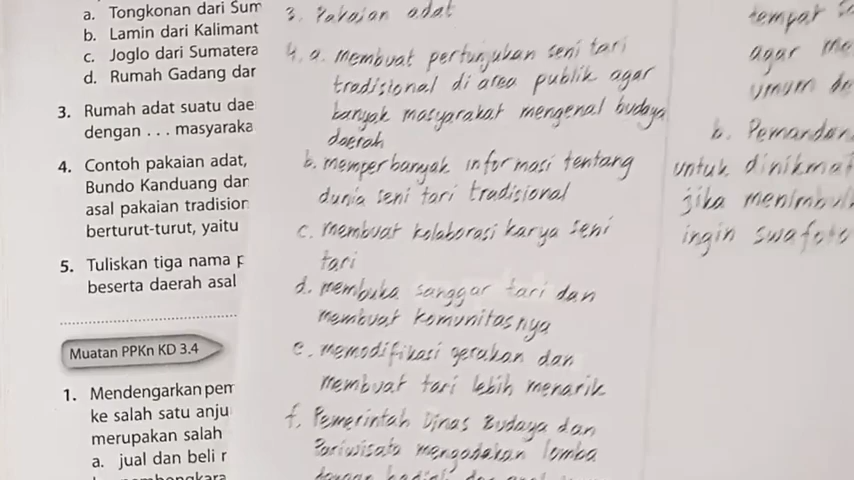 a. Tongkonan dari Sum
b. Lamin dari Kalimant
c. Joglo dari Sumatera
d. Rumah Gadang dar
3. Rumah adat suatu dae
dengan . . . masyaraka
4. Contoh pakaian adat,
Bundo Kanduang dan
asal pakaian tradision
berturut-turut, yaitu
5. Tuliskan tiga nama p
beserta daerah asal
Muatan PPKn KD 3.4
1. Mendengarkan pem
ke salah satu anju
merupakan salah
a. jual dan beli r
3. Pakaian adat
4. a. membuat pertunjukan seni tari
tradisional di area publik agar
banyak masyarakat mengenal budaya
daerah
b. memperbanyak informasi tentang
dunia seni tari tradisional
c. membuat kolaborasi karya seni
tari
d. membuka sanggar tari dan
membuat komunitasnya
e. memodifikasi gerakan dan
membuat tari lebih menarik
f. Pemerintah Dinas Budaya dan
Pariwisata mengadakan lomba
tempat
agar me
umum de
b. Pemandan
untuk dinikmat
jika menimbul
ingin swafoto